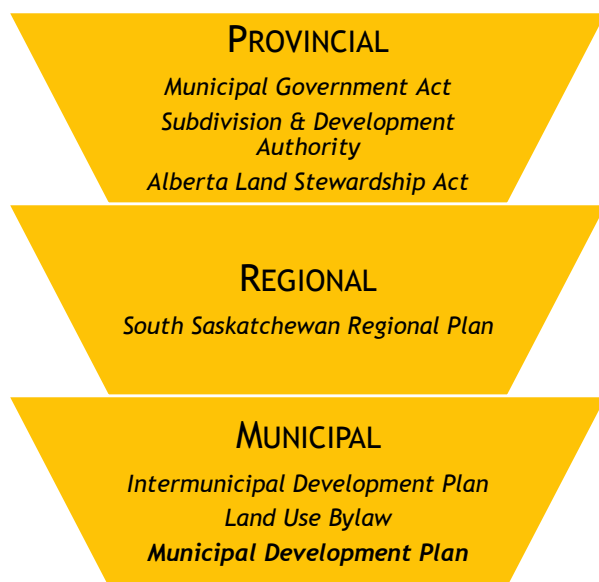 PROVINCIAL
Municipal Government Act
Subdivision & Development
Authority
Alberta Land Stewardship Act
REGIONAL
South Saskatchewan Regional Plan
MUNICIPAL
Intermunicipal Development Plan
Land Use Bylaw
Municipal Development Plan